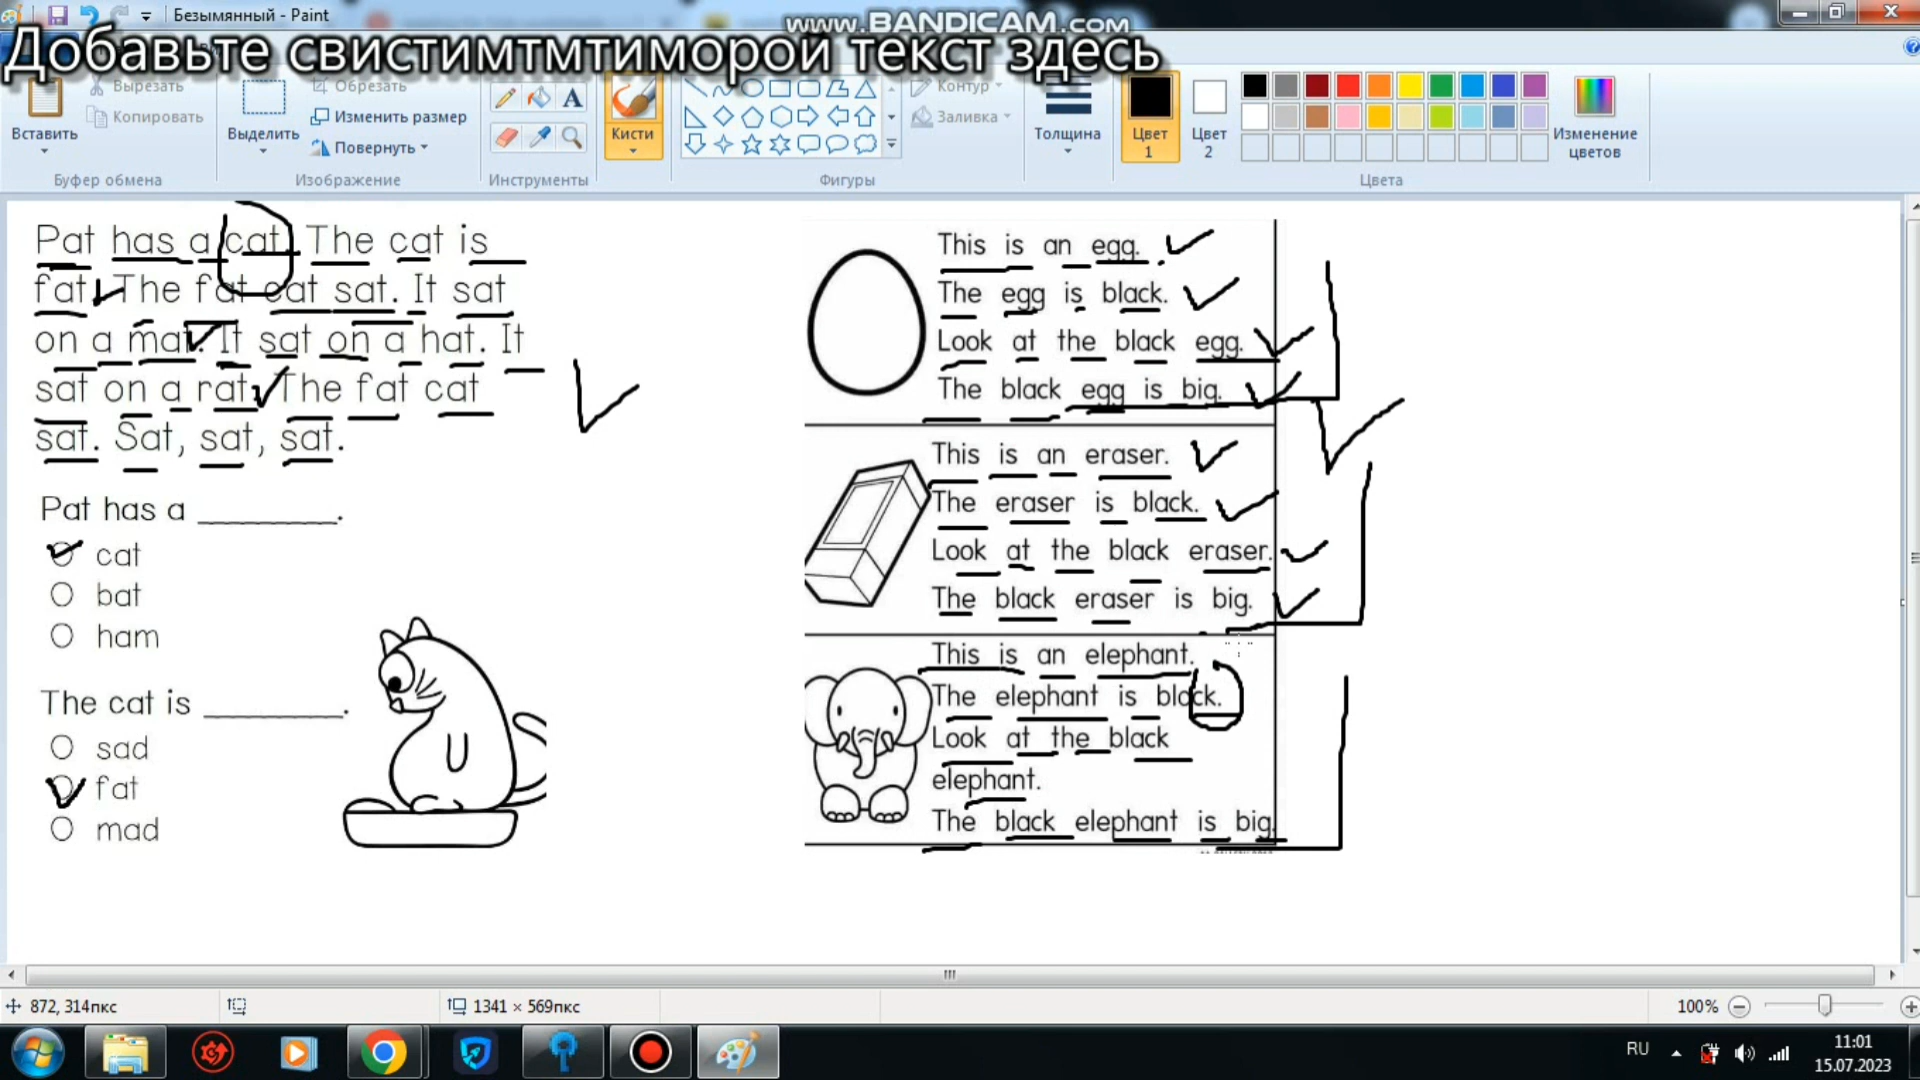 Безымянный - Paint
www.BANDICAM.com
Добавьте свистимтмтиморой текст здесь
Вставить
Вырезать
Копировать
Буфер обмена
Выделить
Обрезать
Изменить размер
Повернуть
Изображение
Инструменты
Кисти
Контур
Заливка
Фигуры
Толщина
Цвет 1
Цвет 2
Изменение цветов
Цвета
Pat has a cat. The cat is
fat. The fat cat sat. It sat
on a mat. It sat on a hat. It
sat on a rat. The fat cat
sat. Sat, sat, sat.
Pat has a ________.
cat
bat
ham
The cat is ________.
sad
fat
mad
This is an egg.
The egg is black.
Look at the black egg.
The black egg is big.
This is an eraser.
The eraser is black.
Look at the black eraser.
The black eraser is big.
This is an elephant.
The elephant is black.
Look at the black
elephant.
The black elephant is big.
872, 314пкс
1341 × 569пкс
100%
RU
11:01
15.07.2023